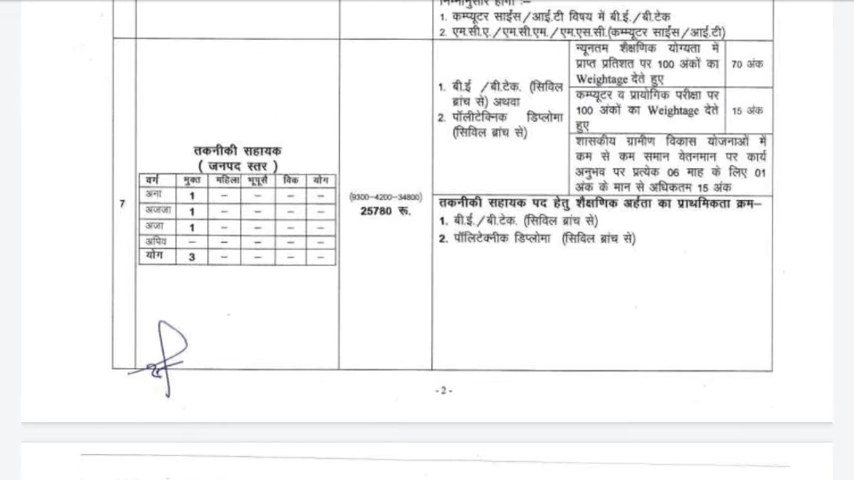 निम्नानुसार होगी :–
1. कम्प्यूटर साईंस/आई.टी विषय में बी.ई./बी.टेक
2. एम.सी.ए./एम.सी.एम./एम.एस.सी.(कम्प्यूटर साईंस/आई.टी)
7
तकनीकी सहायक
( जनपद स्तर )
वर्ग मुक्त महिला भूपूसै विक योग
अना 1 – – – –
अजजा 1 – – – –
अजा 1 – – – –
अपिव – – – – –
योग 3 – – – –
(9300–4200–34800)
25780 रू.
1. बी.ई /बी.टेक. (सिविल
ब्रांच से) अथवा
2. पॉलीटेक्निक डिप्लोमा
(सिविल ब्रांच से)
न्यूनतम शैक्षणिक योग्यता में
प्राप्त प्रतिशत पर 100 अंकों का
Weightage देते हुए
70 अंक
कम्प्यूटर व प्रायोगिक परीक्षा पर
100 अंकों का Weightage देते
हुए
15 अंक
शासकीय ग्रामीण विकास योजनाओं में
कम से कम समान वेतनमान पर कार्य
अनुभव पर प्रत्येक 06 माह के लिए 01
अंक के मान से अधिकतम 15 अंक
तकनीकी सहायक पद हेतु शैक्षणिक अर्हता का प्राथमिकता क्रम–
1. बी.ई./बी.टेक. (सिविल ब्रांच से)
2. पॉलिटेक्नीक डिप्लोमा (सिविल ब्रांच से)
-2-